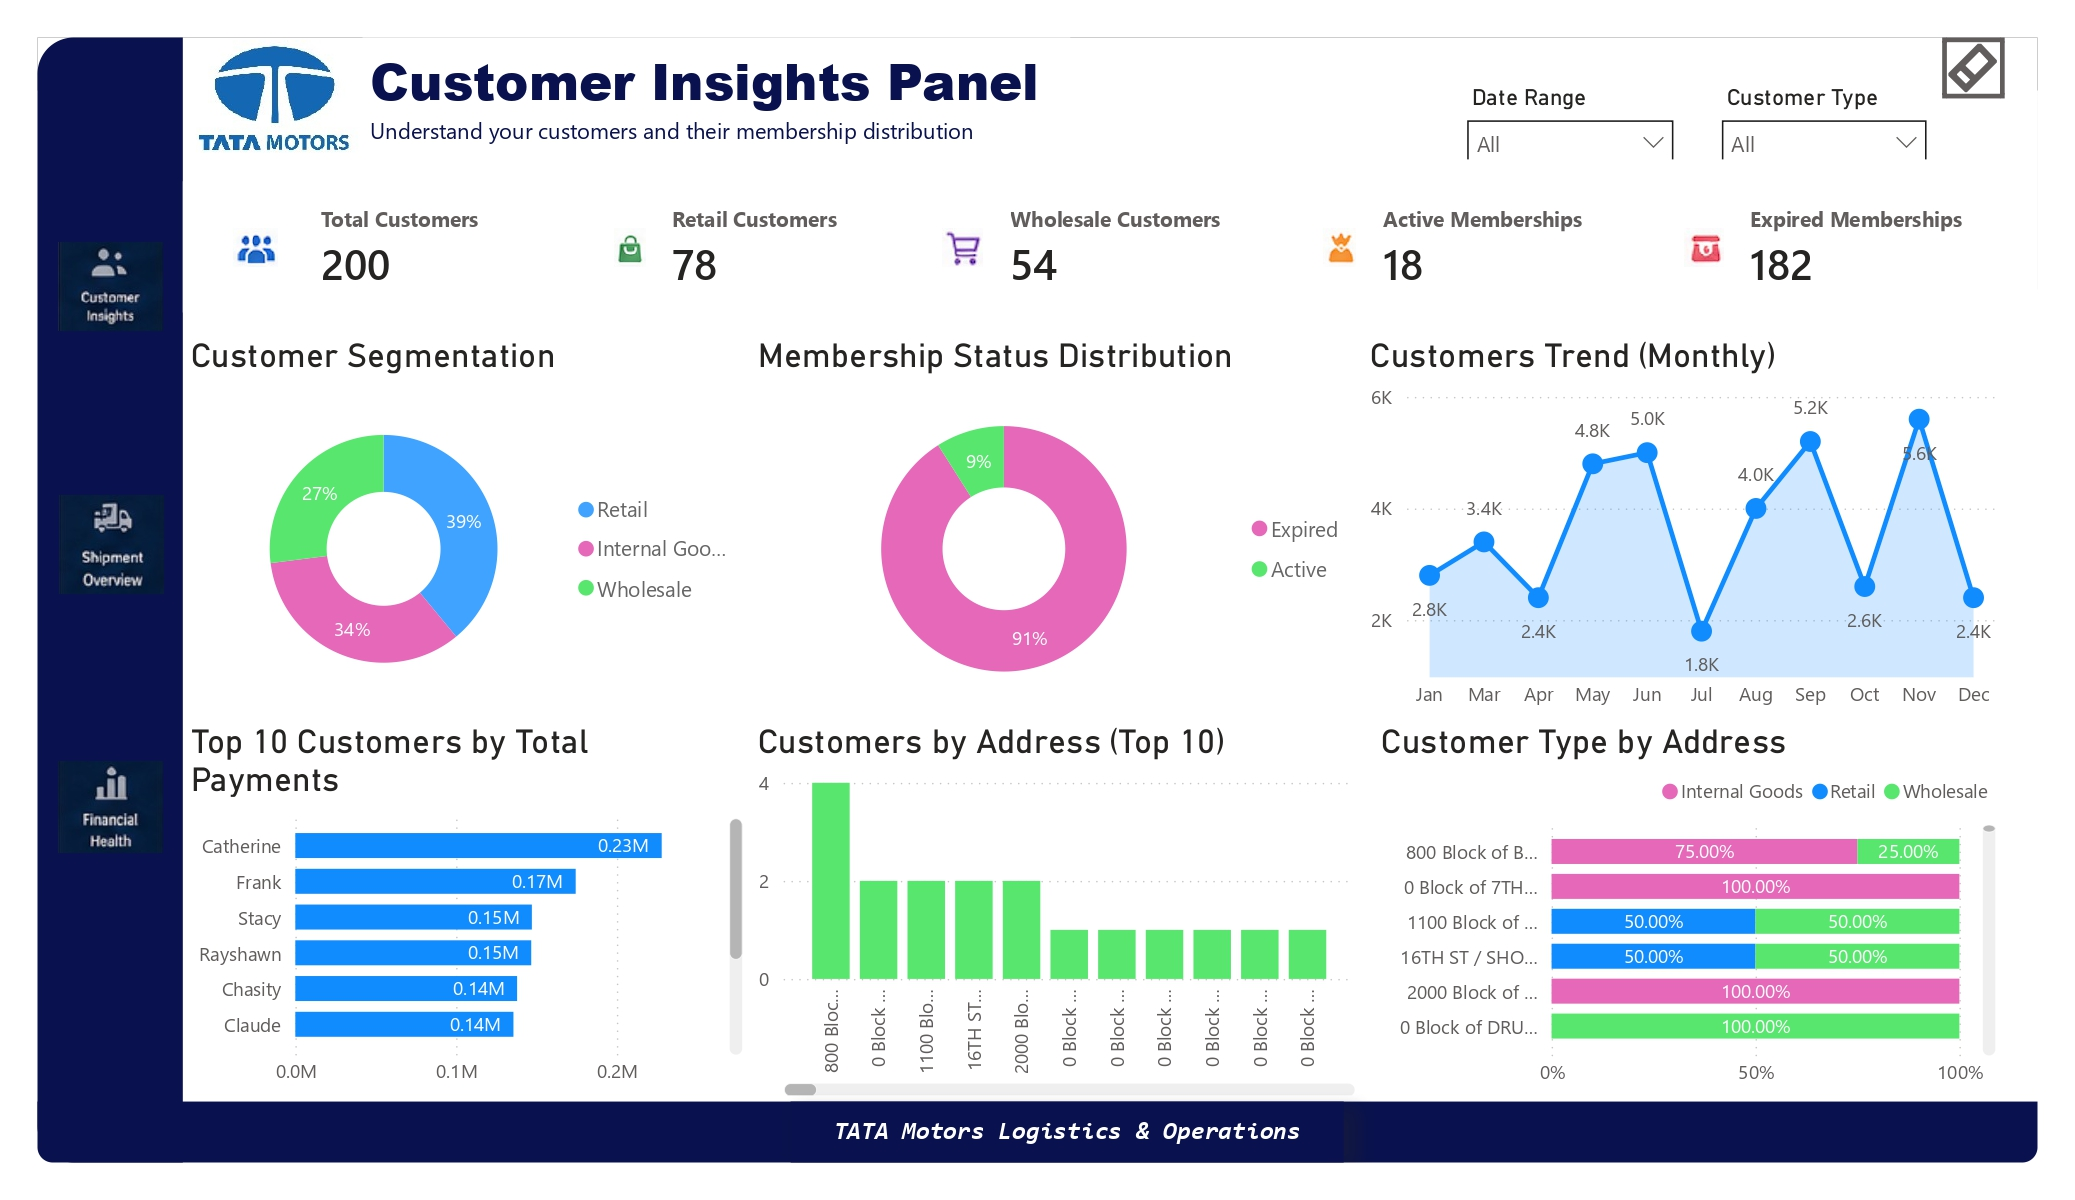 TATA MOTORS
Customer Insights Panel
Understand your customers and their membership distribution
Date Range
All
Customer Type
All
Total Customers
200
Retail Customers
78
Wholesale Customers
54
Active Memberships
18
Expired Memberships
182
Customer
Insights
Shipment
Overview
Financial
Health
Customer Segmentation
27%
39%
34%
Retail
Internal Goo...
Wholesale
Membership Status Distribution
9%
91%
Expired
Active
Customers Trend (Monthly)
6K
4K
2K
2.8K
3.4K
2.4K
4.8K
5.0K
1.8K
4.0K
5.2K
2.6K
5.6K
2.4K
Jan Mar Apr May Jun Jul Aug Sep Oct Nov Dec
Top 10 Customers by Total
Payments
Catherine 0.23M
Frank 0.17M
Stacy 0.15M
Rayshawn 0.15M
Chasity 0.14M
Claude 0.14M
0.0M 0.1M 0.2M
Customers by Address (Top 10)
4
2
0
800 Bloc...
0 Block ...
1100 Blo...
16TH ST...
2000 Blo...
0 Block ...
0 Block ...
0 Block ...
0 Block ...
0 Block ...
0 Block ...
Customer Type by Address
Internal Goods Retail Wholesale
800 Block of B... 75.00% 25.00%
0 Block of 7TH... 100.00%
1100 Block of ... 50.00% 50.00%
16TH ST / SHO... 50.00% 50.00%
2000 Block of ... 100.00%
0 Block of DRU... 100.00%
0% 50% 100%
TATA Motors Logistics & Operations